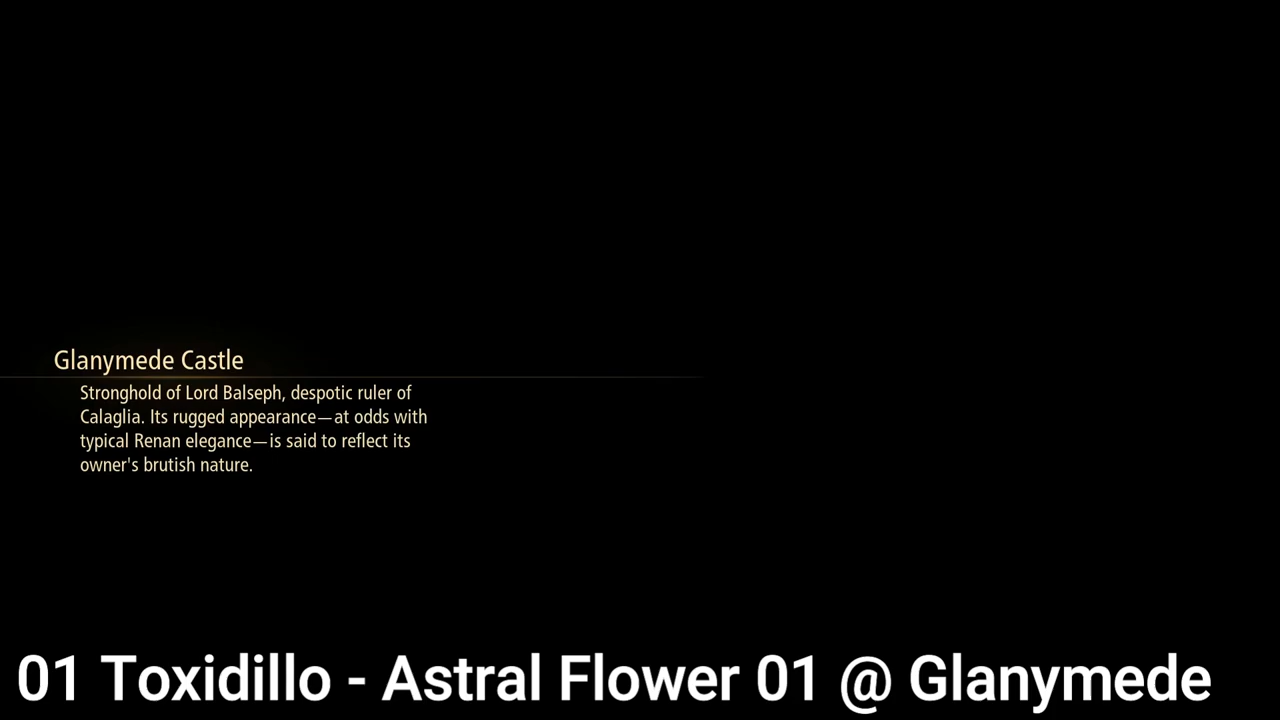 Glanymede Castle
Stronghold of Lord Balseph, despotic ruler of
Calaglia. Its rugged appearance—at odds with
typical Renan elegance—is said to reflect its
owner's brutish nature.
01 Toxidillo - Astral Flower 01 @ Glanymede